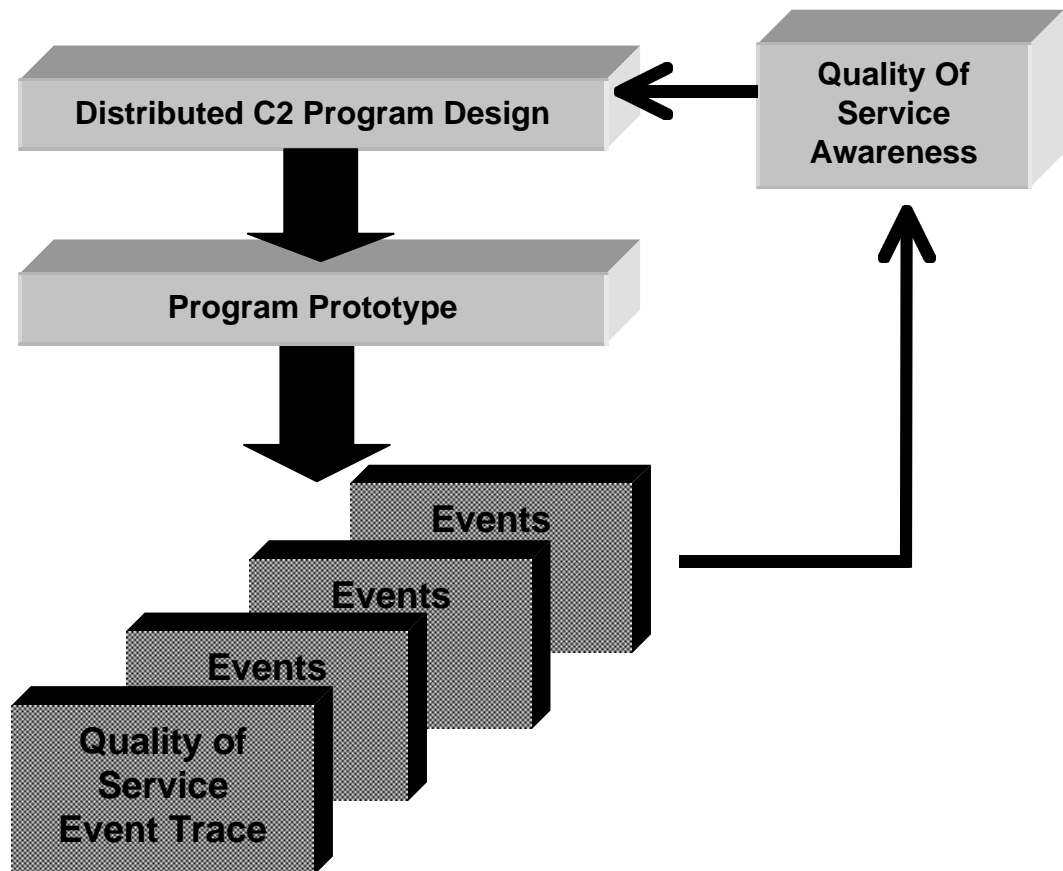 Distributed C2 Program Design
Quality Of
Service
Awareness
Program Prototype
Events
Events
Events
Quality of
Service
Event Trace